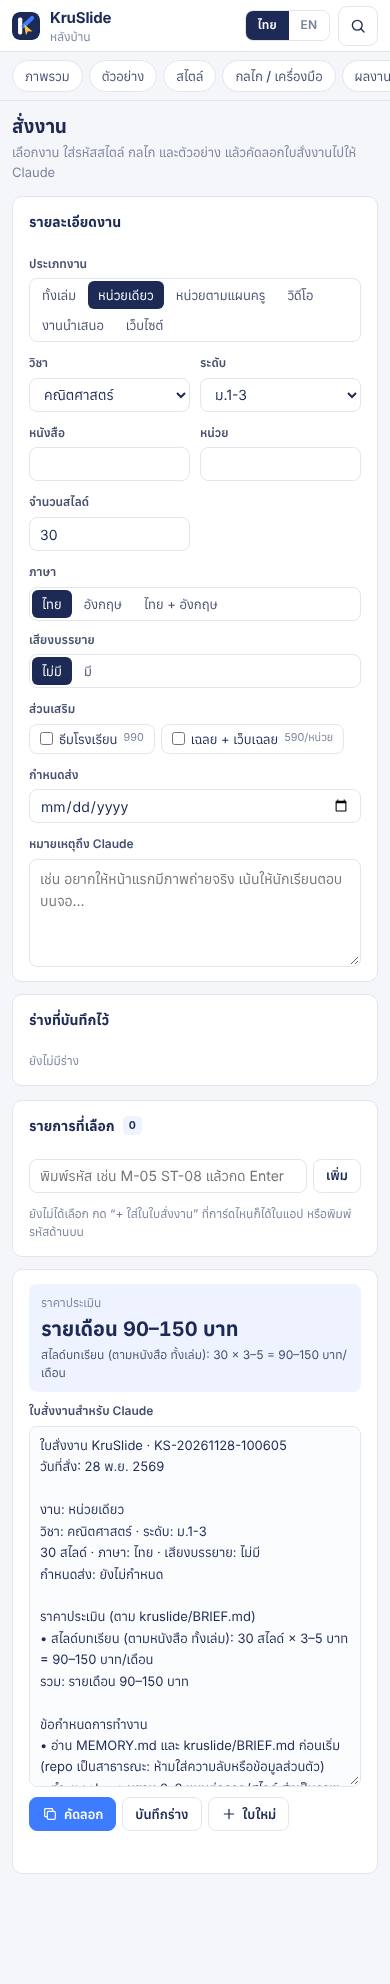 KruSlide
หลังบ้าน
ไทย EN
ภาพรวม ตัวอย่าง สไตล์ กลไก / เครื่องมือ ผลงาน
สั่งงาน
เลือกงาน ใส่รหัสสไตล์ กลไก และตัวอย่าง แล้วคัดลอกใบสั่งงานไปให้
Claude
รายละเอียดงาน
ประเภทงาน
ทั้งเล่ม หน่วยเดียว หน่วยตามแผนครู วิดีโอ
งานนำเสนอ เว็บไซต์
วิชา ระดับ
คณิตศาสตร์ ม.1-3
หนังสือ หน่วย
จำนวนสไลด์
30
ภาษา
ไทย อังกฤษ ไทย + อังกฤษ
เสียงบรรยาย
ไม่มี มี
ส่วนเสริม
ธีมโรงเรียน 990 เฉลย + เว็บเฉลย 590/หน่วย
กำหนดส่ง
mm/dd/yyyy
หมายเหตุถึง Claude
เช่น อยากให้หน้าแรกมีภาพถ่ายจริง เน้นให้นักเรียนตอบ
บนจอ...
ร่างที่บันทึกไว้
ยังไม่มีร่าง
รายการที่เลือก 0
พิมพ์รหัส เช่น M-05 ST-08 แล้วกด Enter เพิ่ม
ยังไม่ได้เลือก กด “+ ใส่ในใบสั่งงาน” ที่การ์ดไหนก็ได้ในแอป หรือพิมพ์
รหัสด้านบน
ราคาประเมิน
รายเดือน 90–150 บาท
สไลด์บทเรียน (ตามหนังสือ ทั้งเล่ม): 30 × 3–5 = 90–150 บาท/
เดือน
ใบสั่งงานสำหรับ Claude
ใบสั่งงาน KruSlide · KS-20261128-100605
วันที่สั่ง: 28 พ.ย. 2569
งาน: หน่วยเดียว
วิชา: คณิตศาสตร์ · ระดับ: ม.1-3
30 สไลด์ · ภาษา: ไทย · เสียงบรรยาย: ไม่มี
กำหนดส่ง: ยังไม่กำหนด
ราคาประเมิน (ตาม kruslide/BRIEF.md)
• สไลด์บทเรียน (ตามหนังสือ ทั้งเล่ม): 30 สไลด์ × 3–5 บาท
= 90–150 บาท/เดือน
รวม: รายเดือน 90–150 บาท
ข้อกำหนดการทำงาน
• อ่าน MEMORY.md และ kruslide/BRIEF.md ก่อนเริ่ม
(repo เป็นสาธารณะ: ห้ามใส่ความลับหรือข้อมูลส่วนตัว)
คัดลอก บันทึกร่าง + ใบใหม่